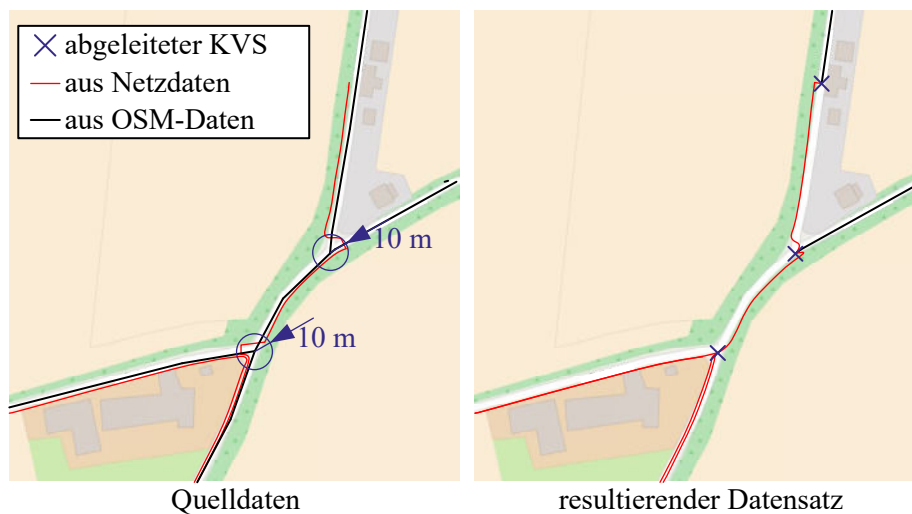 abgeleiteter KVS
aus Netzdaten
aus OSM-Daten
10 m
10 m
Quelldaten
resultierender Datensatz